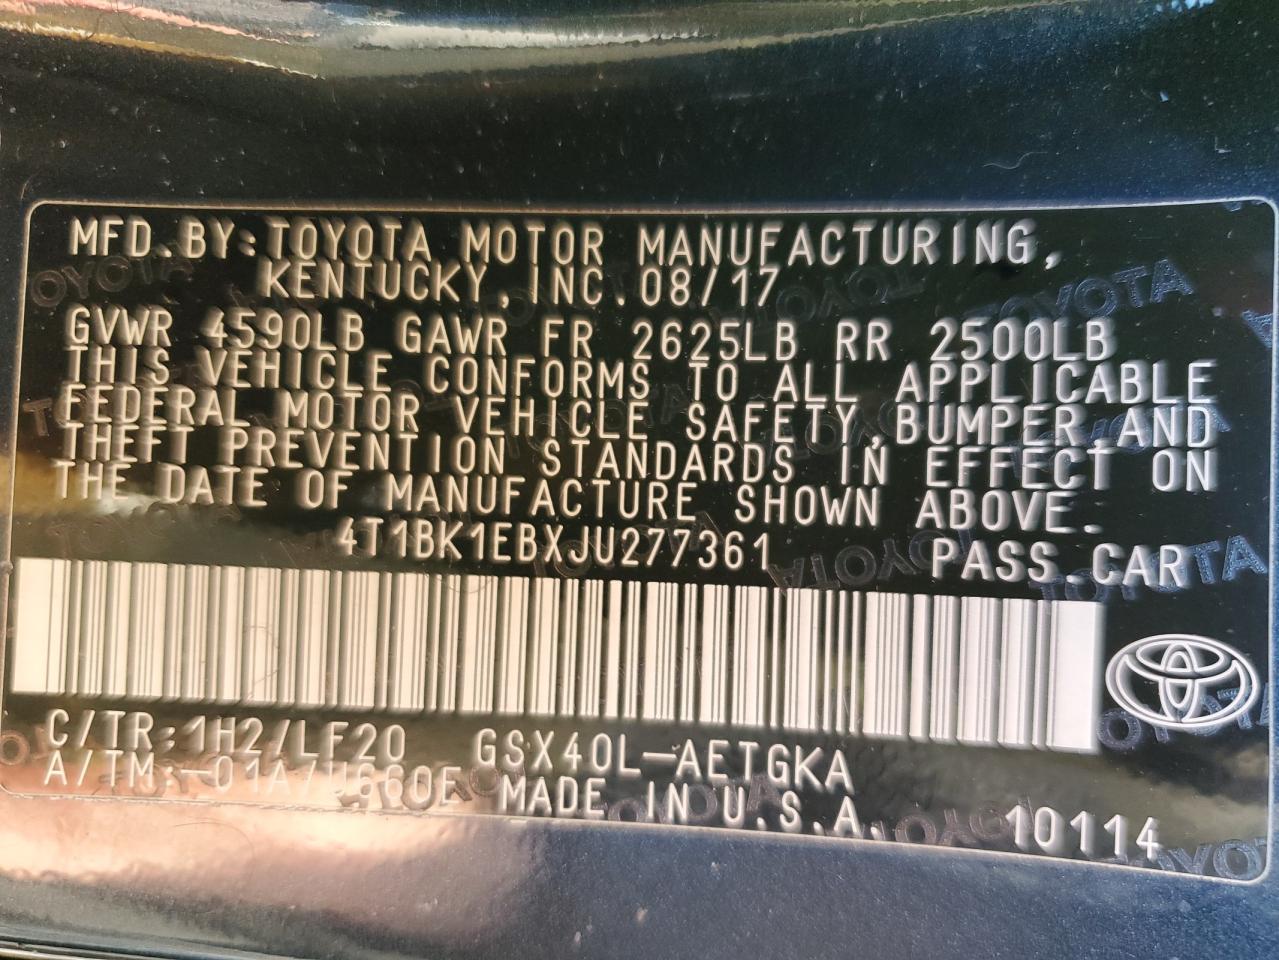 MFD.BY:TOYOTA MOTOR MANUFACTURING,
KENTUCKY,INC.08/17
GVWR 4590LB GAWR FR 2625LB RR 2500LB
THIS VEHICLE CONFORMS TO ALL APPLICABLE
FEDERAL MOTOR VEHICLE SAFETY,BUMPER,AND
THEFT PREVENTION STANDARDS IN EFFECT ON
THE DATE OF MANUFACTURE SHOWN ABOVE.
4T1BK1EBXJU277361 PASS.CAR
C/TR:1H2/LF20 GSX40L-AETGKA
A/TM:-01A/U660E MADE IN U.S.A.
10114